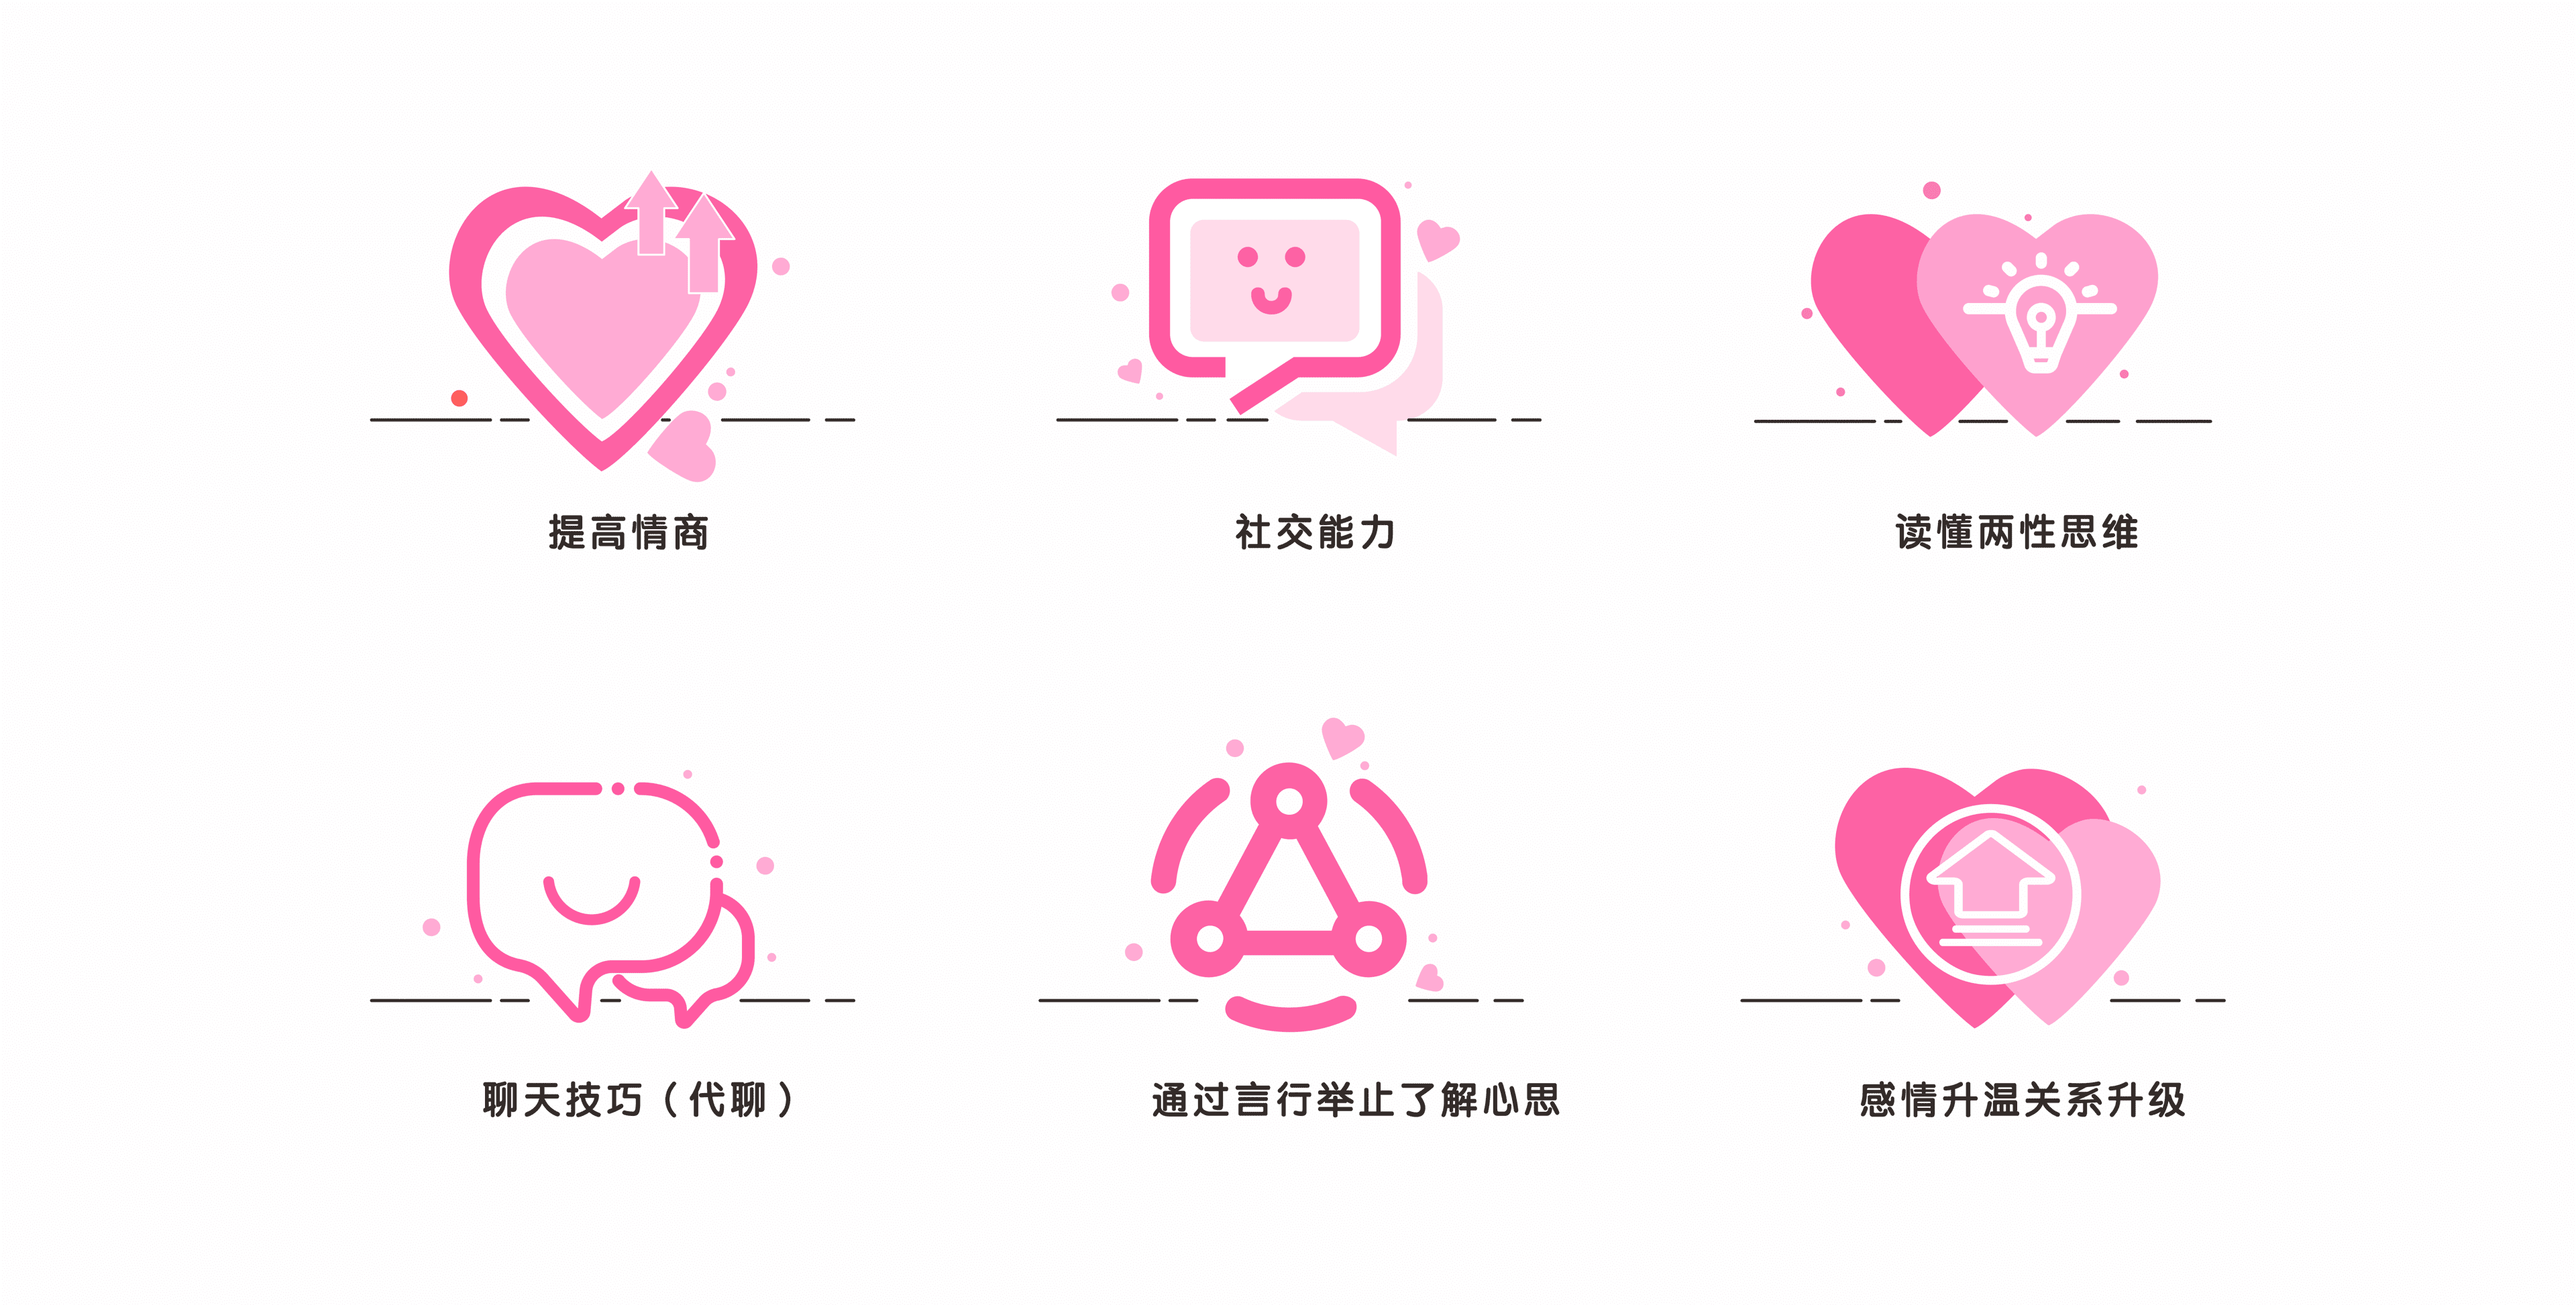 提高情商
社交能力
读懂两性思维
聊天技巧（代聊）
通过言行举止了解心思
感情升温关系升级